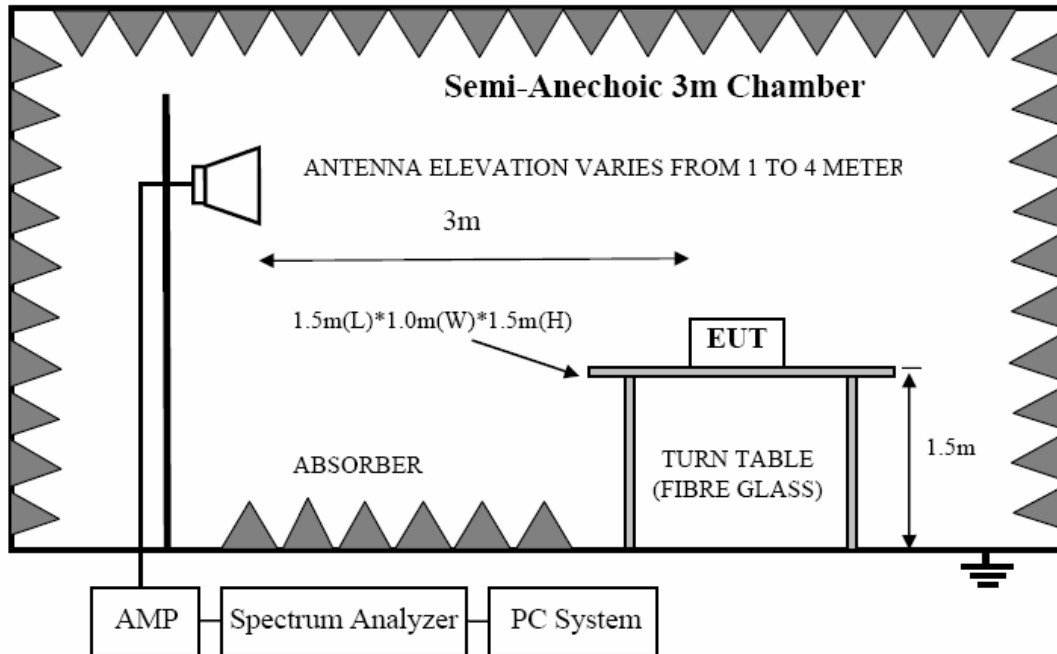 Semi-Anechoic 3m Chamber
ANTENNA ELEVATION VARIES FROM 1 TO 4 METER
3m
1.5m(L)*1.0m(W)*1.5m(H)
EUT
ABSORBER
TURN TABLE
(FIBRE GLASS)
1.5m
AMP
Spectrum Analyzer
PC System